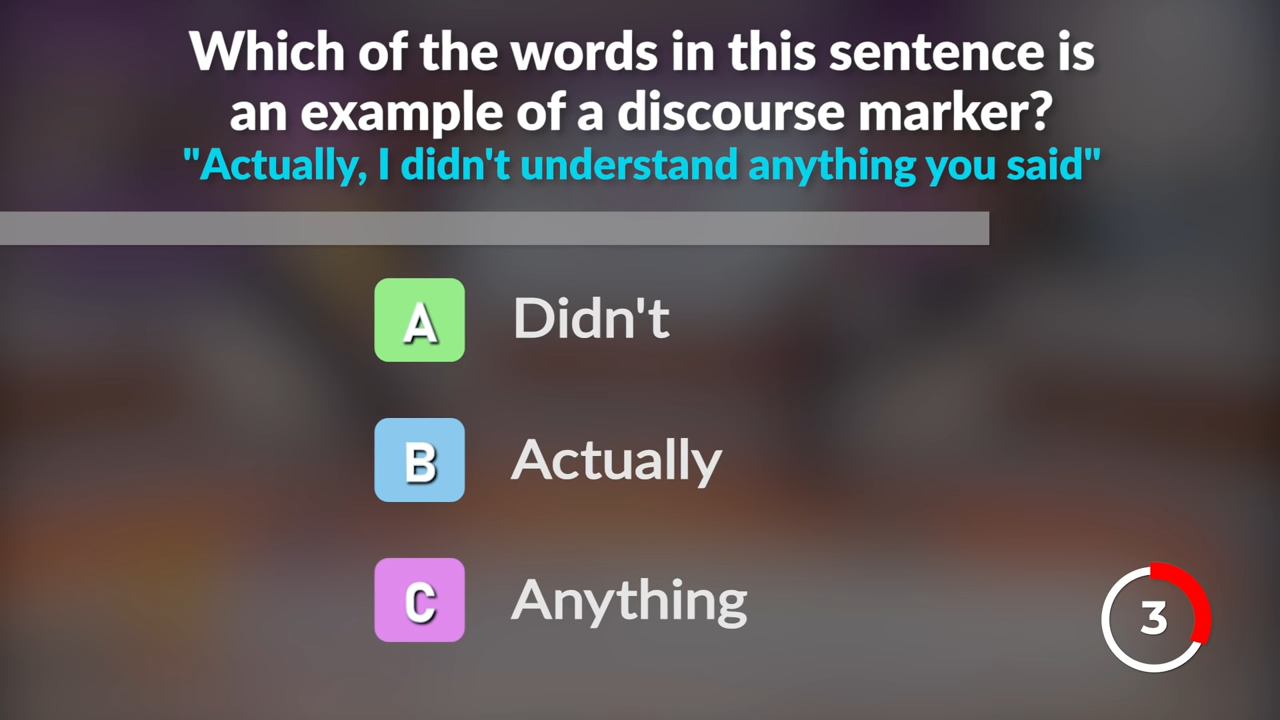 Which of the words in this sentence is
an example of a discourse marker?
"Actually, I didn't understand anything you said"
A Didn't
B Actually
C Anything
3